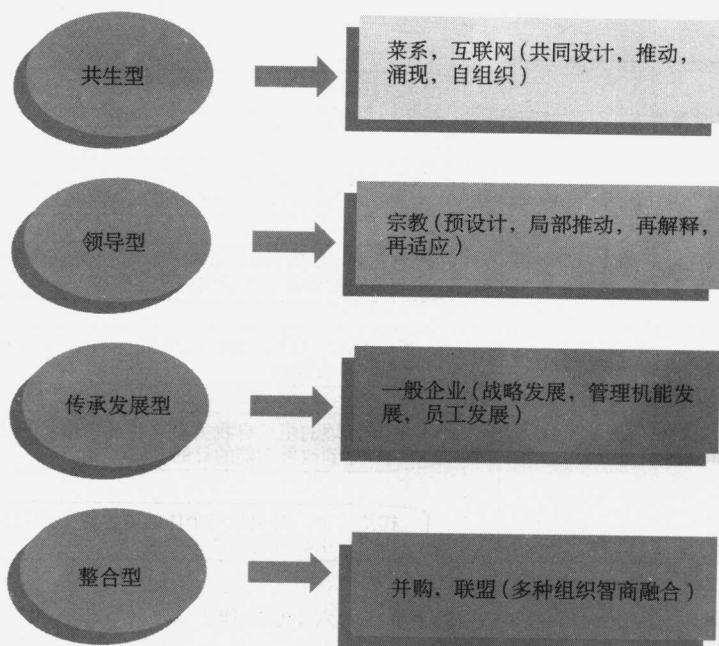 共生型
菜系，互联网（共同设计，推动，
涌现，自组织）
领导型
宗教（预设计，局部推动，再解释，
再适应）
传承发展型
一般企业（战略发展，管理机能发
展，员工发展）
整合型
并购、联盟（多种组织智商融合）